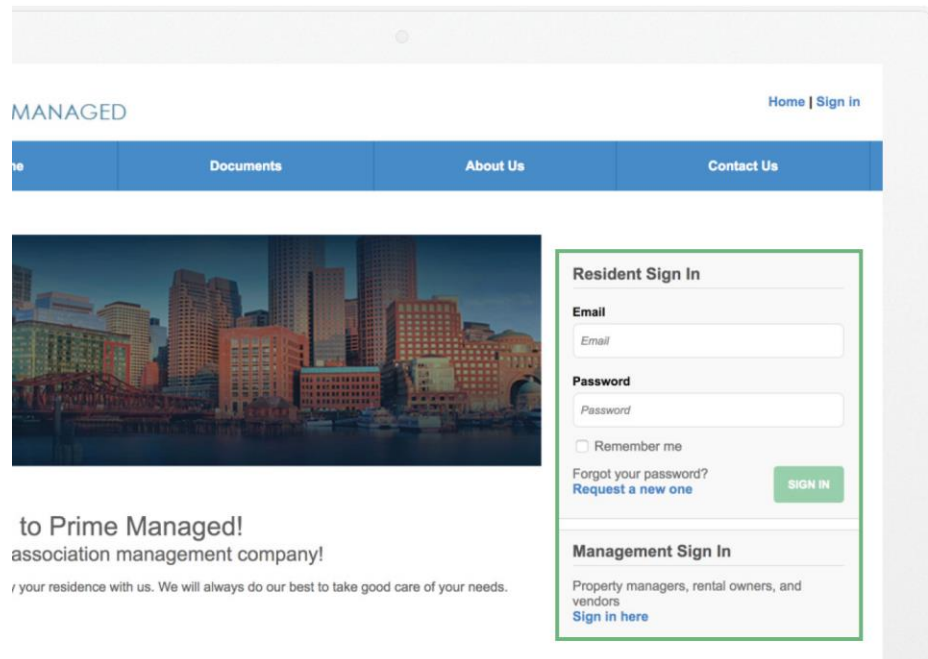 MANAGED
Home | Sign in
ne
Documents
About Us
Contact Us
Resident Sign In
Email
Email
Password
Password
Remember me
Forgot your password?
Request a new one
SIGN IN
to Prime Managed!
association management company!
your residence with us. We will always do our best to take good care of your needs.
Management Sign In
Property managers, rental owners, and
vendors
Sign in here